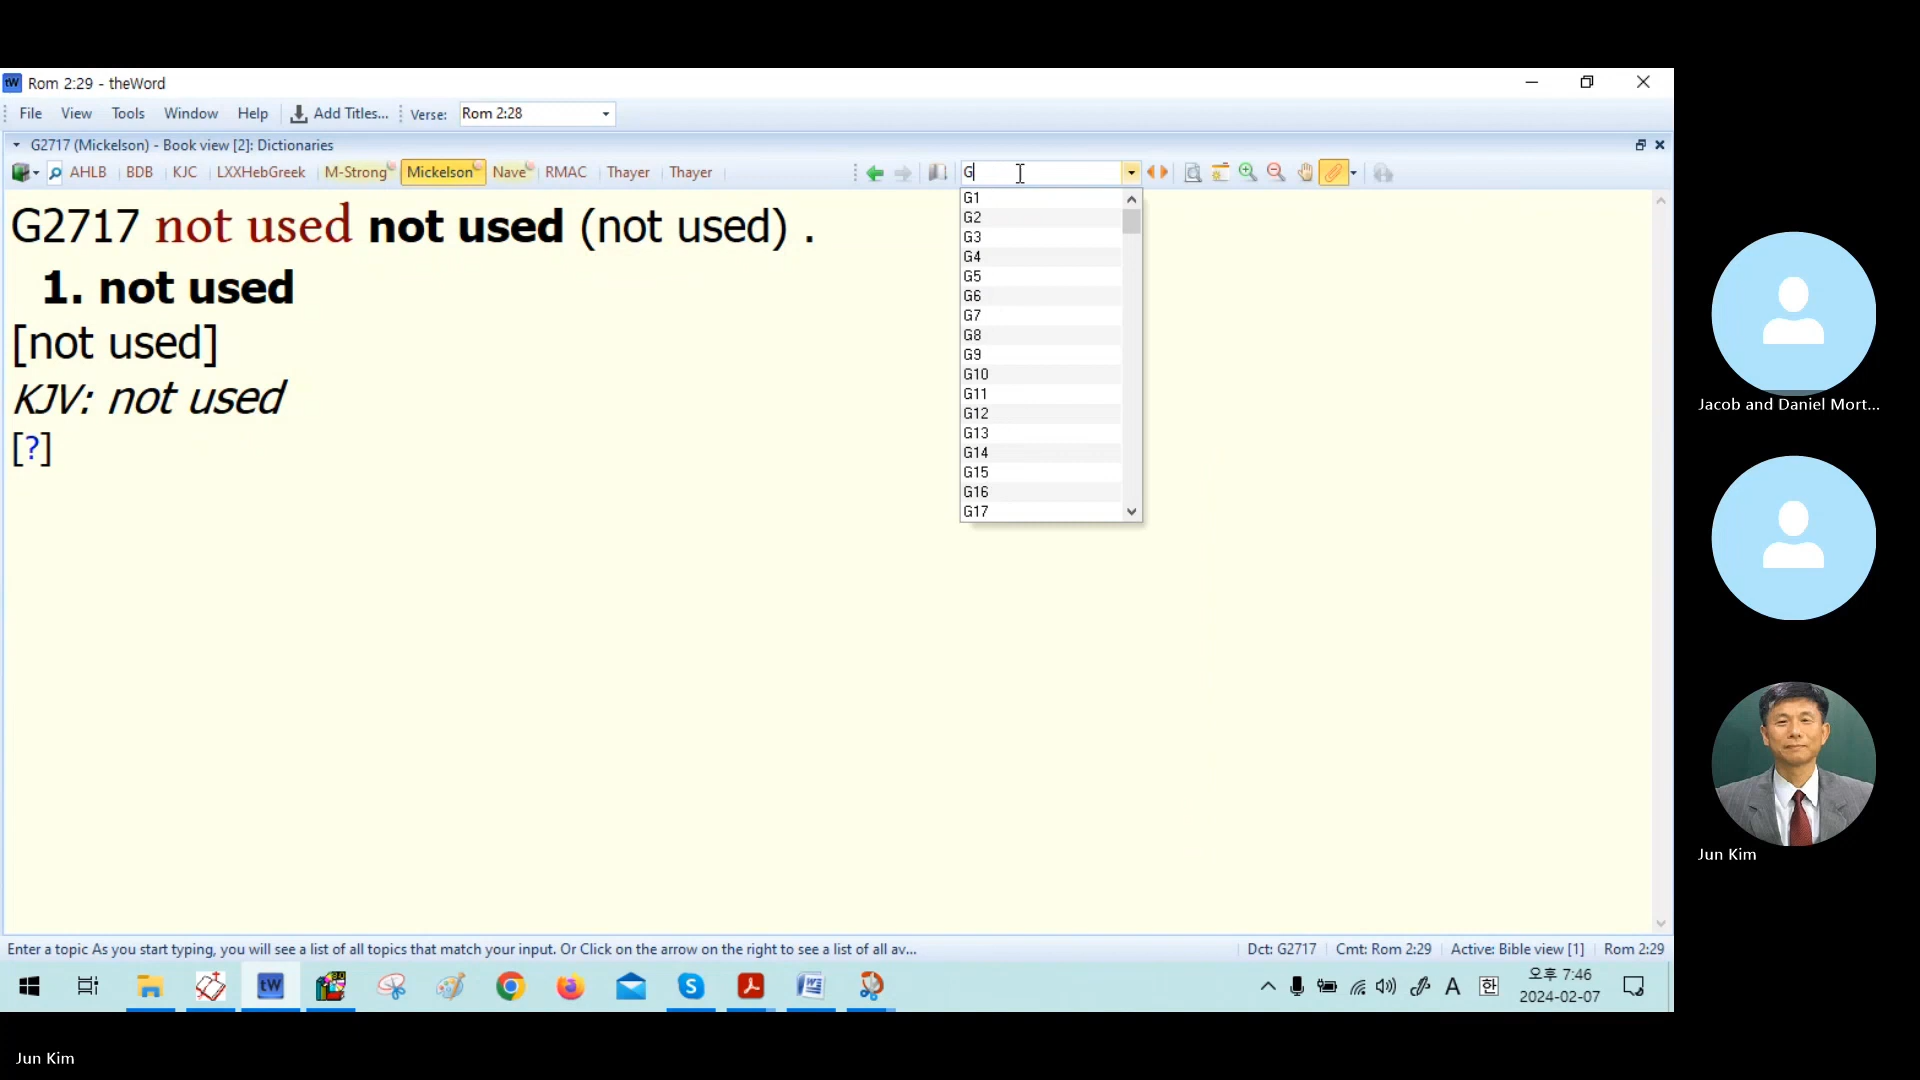 Rom 2:29 - theWord
File View Tools Window Help Add Titles... Verse: Rom 2:28
G2717 (Mickelson) - Book view [2]: Dictionaries
AHLB BDB KJC LXXHebGreek M-Strong Mickelson Nave RMAC Thayer Thayer G
G2717 not used not used (not used) .
1. not used
[not used]
KJV: not used
[?]
G1
G2
G3
G4
G5
G6
G7
G8
G9
G10
G11
G12
G13
G14
G15
G16
G17
Jacob and Daniel Mort...
Jun Kim
Enter a topic As you start typing, you will see a list of all topics that match your input. Or Click on the arrow on the right to see a list of all av... Dct: G2717 Cmt: Rom 2:29 Active: Bible view [1] Rom 2:29
A 한 오후 7:46
2024-02-07
Jun Kim